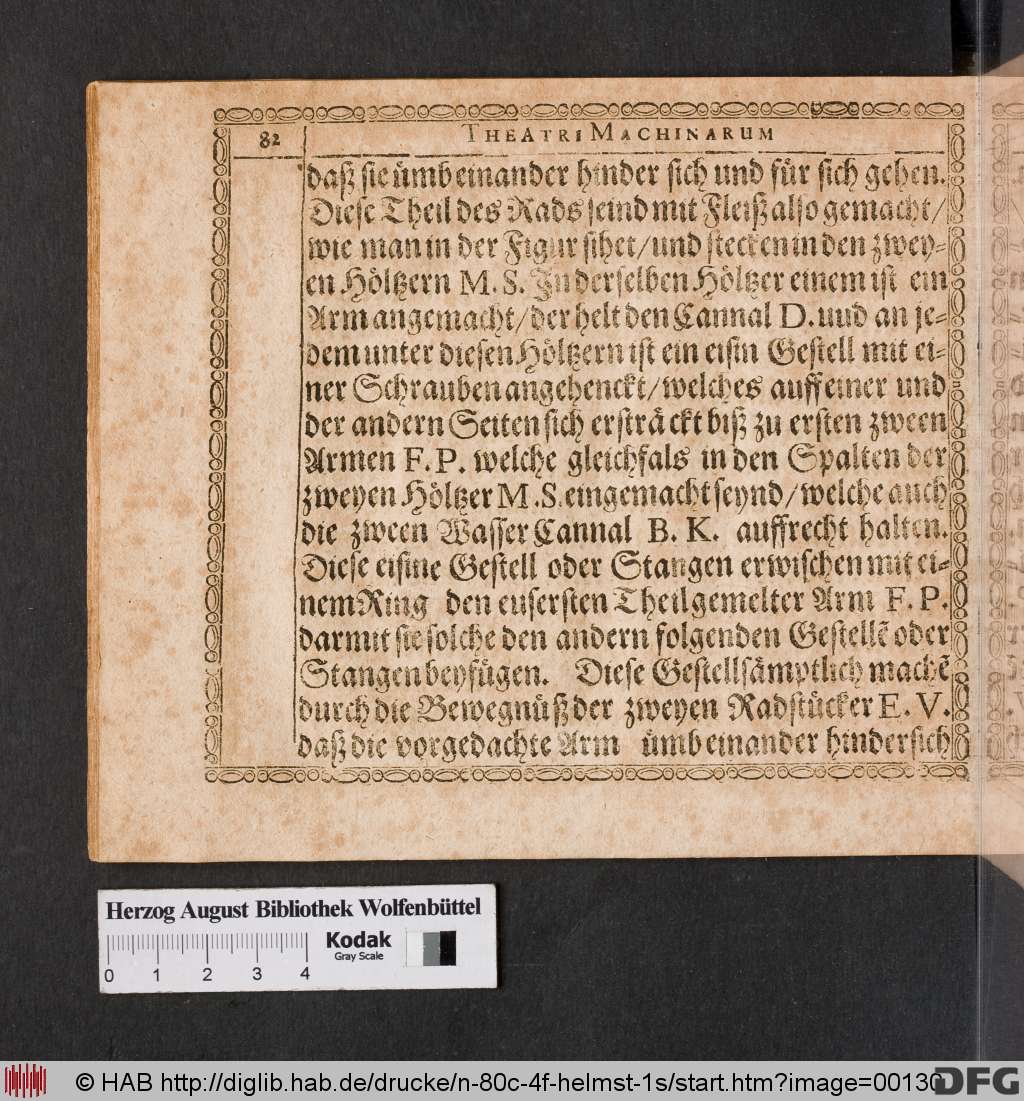 82 THEATRI MACHINARUM
daß sie ümb einander hinder sich und für sich gehen.
Diese Theil des Rads seind mit Fleiß also gemacht/
wie man in der Figur sihet/und stecken in den zwey-
en Höltzern M. S. In derselben Höltzer einem ist ein
Arm angemacht/der helt den Cannal D. uud an je-
dem unter diesen Höltzern ist ein eisin Gestell mit ei-
ner Schrauben angehenckt/welches auff einer und
der andern Seiten sich ersträckt biß zu ersten zween
Armen F. P. welche gleichfals in den Spalten der
zweyen Höltzer M. S. eingemacht seynd/welche auch
die zween Wasser Cannal B. K. auffrecht halten.
Diese eisine Gestell oder Stangen erwischen mit ei-
nem Ring den eusersten Theil gemelter Arm F. P.
darmit sie solche den andern folgenden Gestellẽ oder
Stangen beyfügen. Diese Gestell sämptlich machẽ
durch die Bewegnüß der zweyen Radstücker E. V.
daß die vorgedachte Arm ümb einander hindersich
Herzog August Bibliothek Wolfenbüttel
Kodak
Gray Scale
0 1 2 3 4
© HAB http://diglib.hab.de/drucke/n-80c-4f-helmst-1s/start.htm?image=00130
DFG